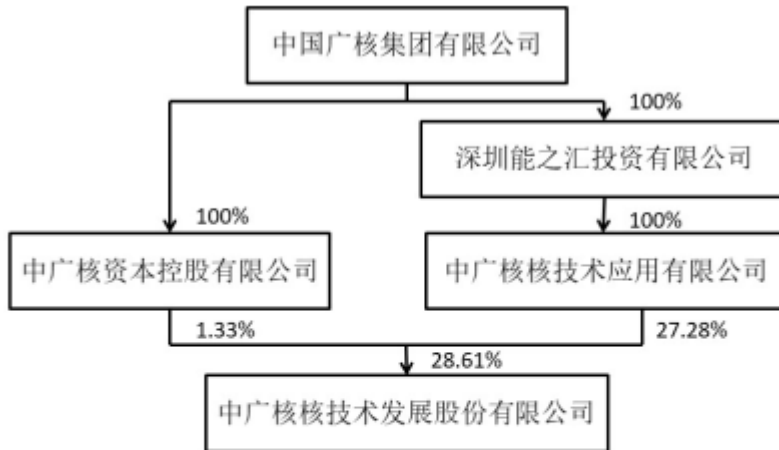 中国广核集团有限公司
100%
深圳能之汇投资有限公司
100%
100%
中广核资本控股有限公司
中广核核技术应用有限公司
1.33%
27.28%
28.61%
中广核核技术发展股份有限公司